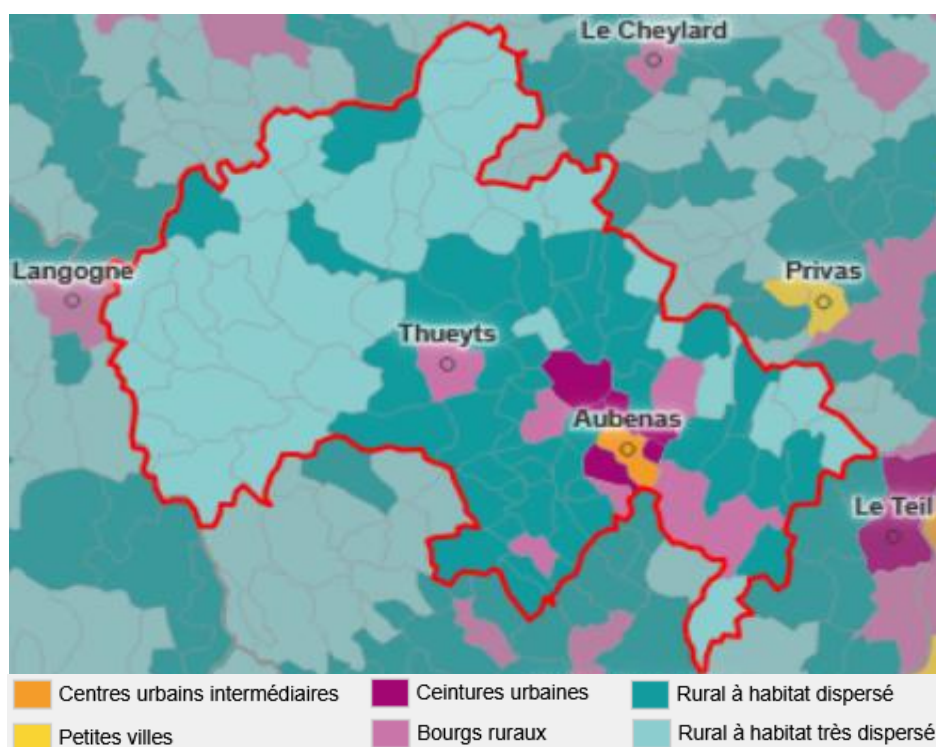 Le Cheylard
Langogne
Privas
Thueyts
Aubenas
Le Teil
Centres urbains intermédiaires
Ceintures urbaines
Rural à habitat dispersé
Petites villes
Bourgs ruraux
Rural à habitat très dispersé